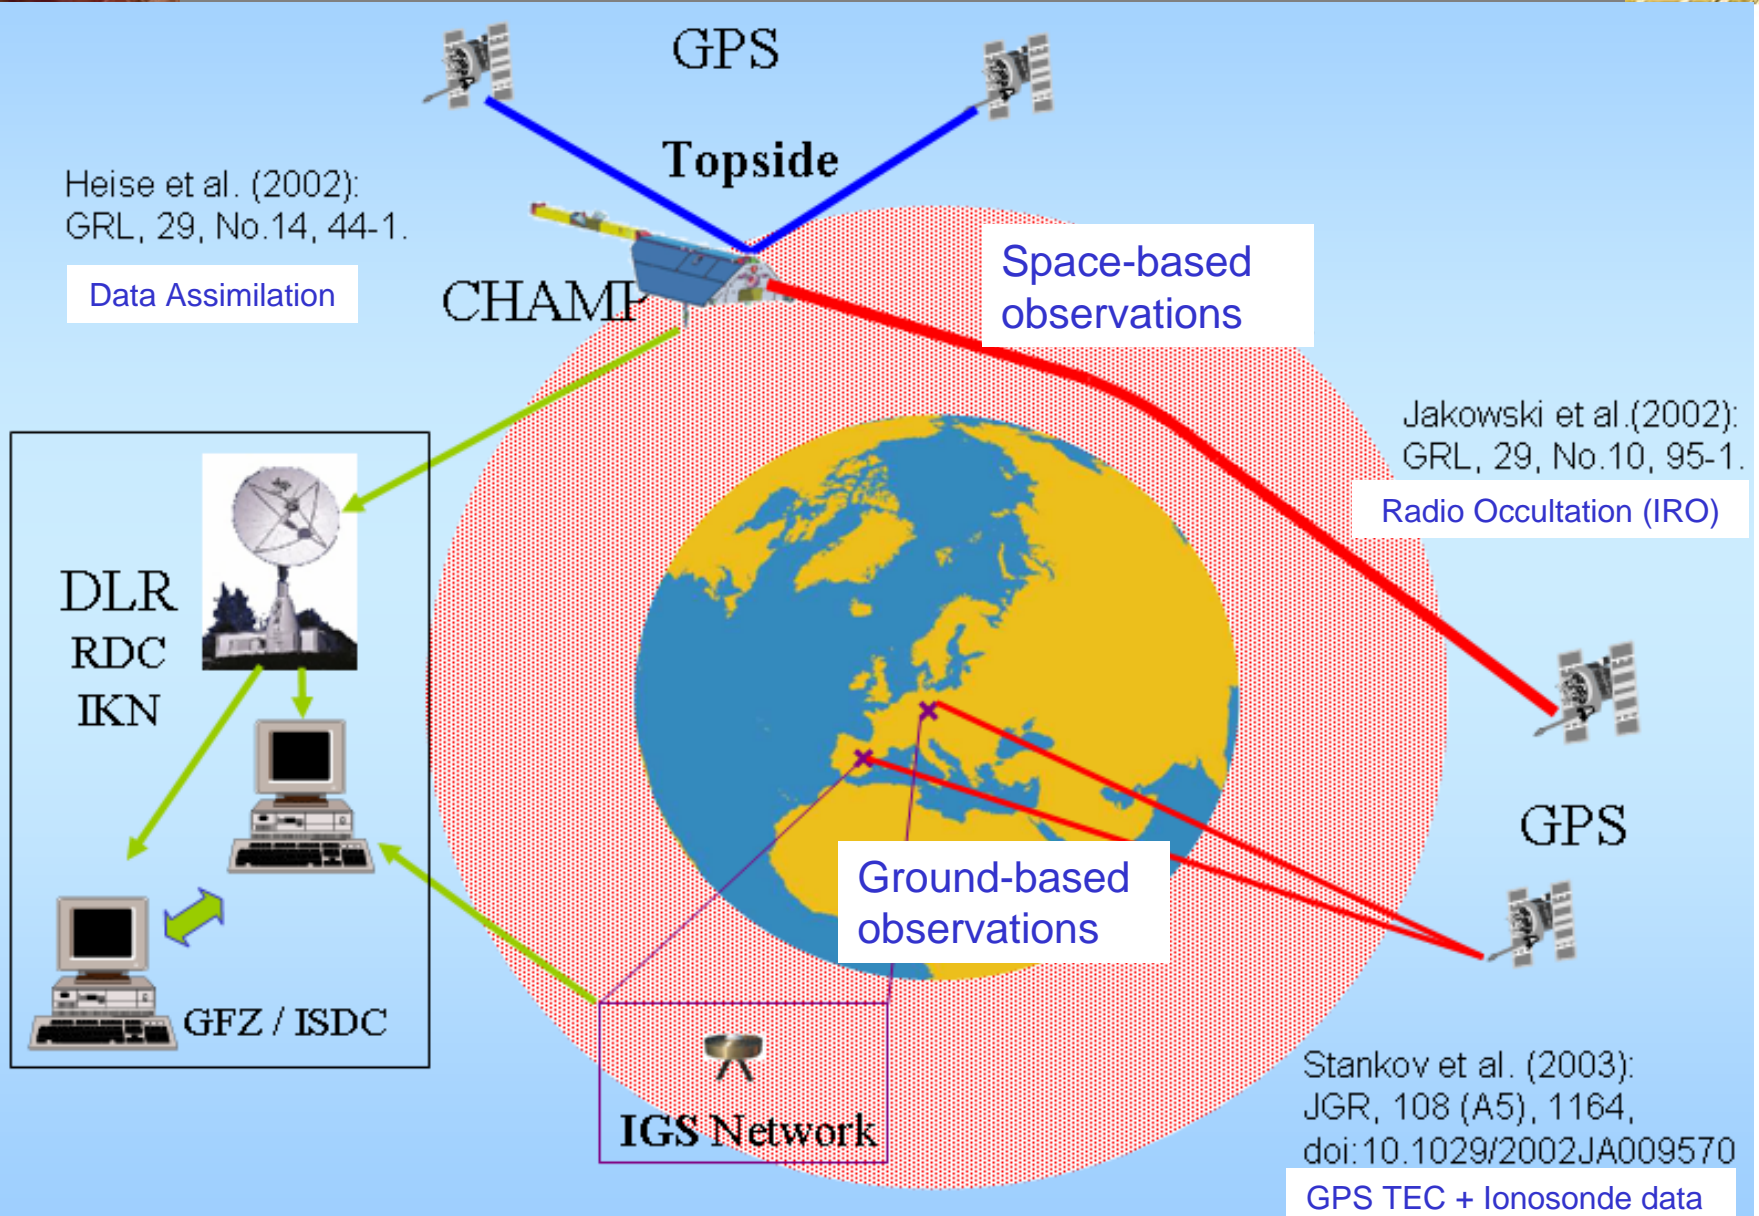 GPS
Topside
Heise et al. (2002):
GRL, 29, No.14, 44-1.
Data Assimilation
CHAMP
Space-based
observations
Jakowski et al.(2002):
GRL, 29, No.10, 95-1.
Radio Occultation (IRO)
DLR
RDC
IKN
GFZ / ISDC
GPS
Ground-based
observations
IGS Network
Stankov et al. (2003):
JGR, 108 (A5), 1164,
doi:10.1029/2002JA009570
GPS TEC + Ionosonde data